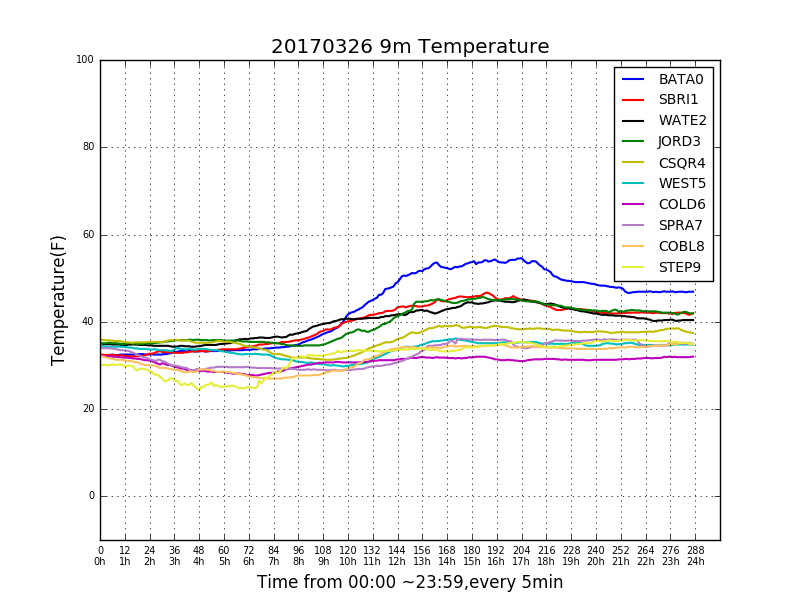 20170326 9m Temperature
100
80
60
40
20
0
Temperature(F)
BATA0
SBRI1
WATE2
JORD3
CSQR4
WEST5
COLD6
SPRA7
COBL8
STEP9
0 12 24 36 48 60 72 84 96 108 120 132 144 156 168 180 192 204 216 228 240 252 264 276 288
0h 1h 2h 3h 4h 5h 6h 7h 8h 9h 10h 11h 12h 13h 14h 15h 16h 17h 18h 19h 20h 21h 22h 23h 24h
Time from 00:00 ~23:59,every 5min